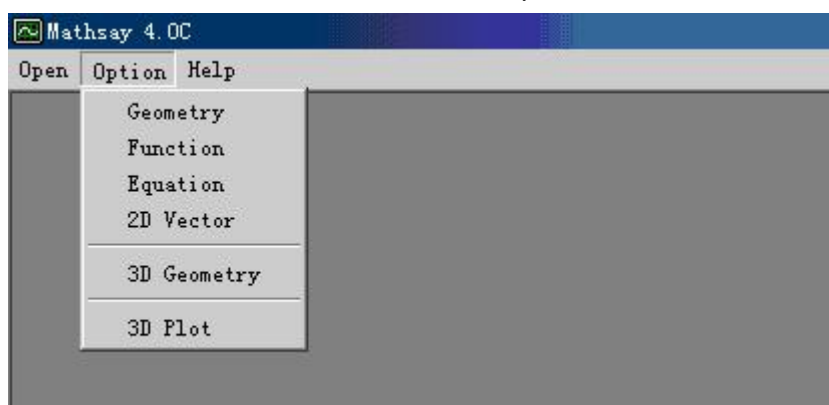 Mathsay 4.0C
Open Option Help
Geometry
Function
Equation
2D Vector
3D Geometry
3D Plot